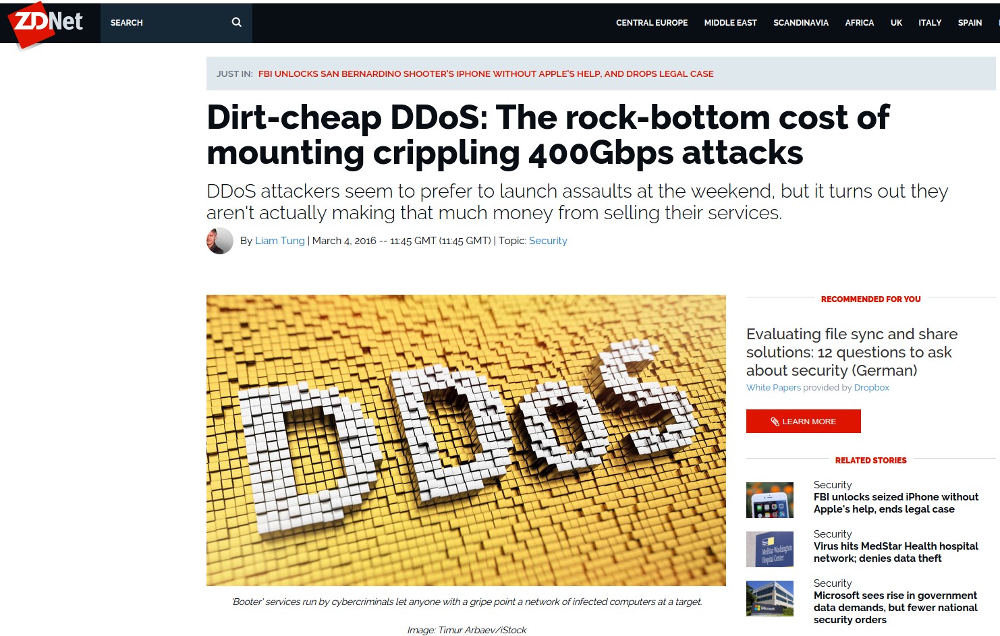 ZDNet
SEARCH
CENTRAL EUROPE MIDDLE EAST SCANDINAVIA AFRICA UK ITALY SPAIN
JUST IN: FBI UNLOCKS SAN BERNARDINO SHOOTER'S IPHONE WITHOUT APPLE'S HELP, AND DROPS LEGAL CASE
Dirt-cheap DDoS: The rock-bottom cost of
mounting crippling 400Gbps attacks
DDoS attackers seem to prefer to launch assaults at the weekend, but it turns out they
aren't actually making that much money from selling their services.
By Liam Tung | March 4, 2016 -- 11:45 GMT (11:45 GMT) | Topic: Security
DDoS
'Booter' services run by cybercriminals let anyone with a gripe point a network of infected computers at a target.
Image: Timur Arbaev/iStock
RECOMMENDED FOR YOU
Evaluating file sync and share
solutions: 12 questions to ask
about security (German)
White Papers provided by Dropbox
LEARN MORE
RELATED STORIES
Security
FBI unlocks seized iPhone without
Apple's help, ends legal case
MedStar Washington
Hospital Center
Security
Virus hits MedStar Health hospital
network; denies data theft
Microsoft
Security
Microsoft sees rise in government
data demands, but fewer national
security orders